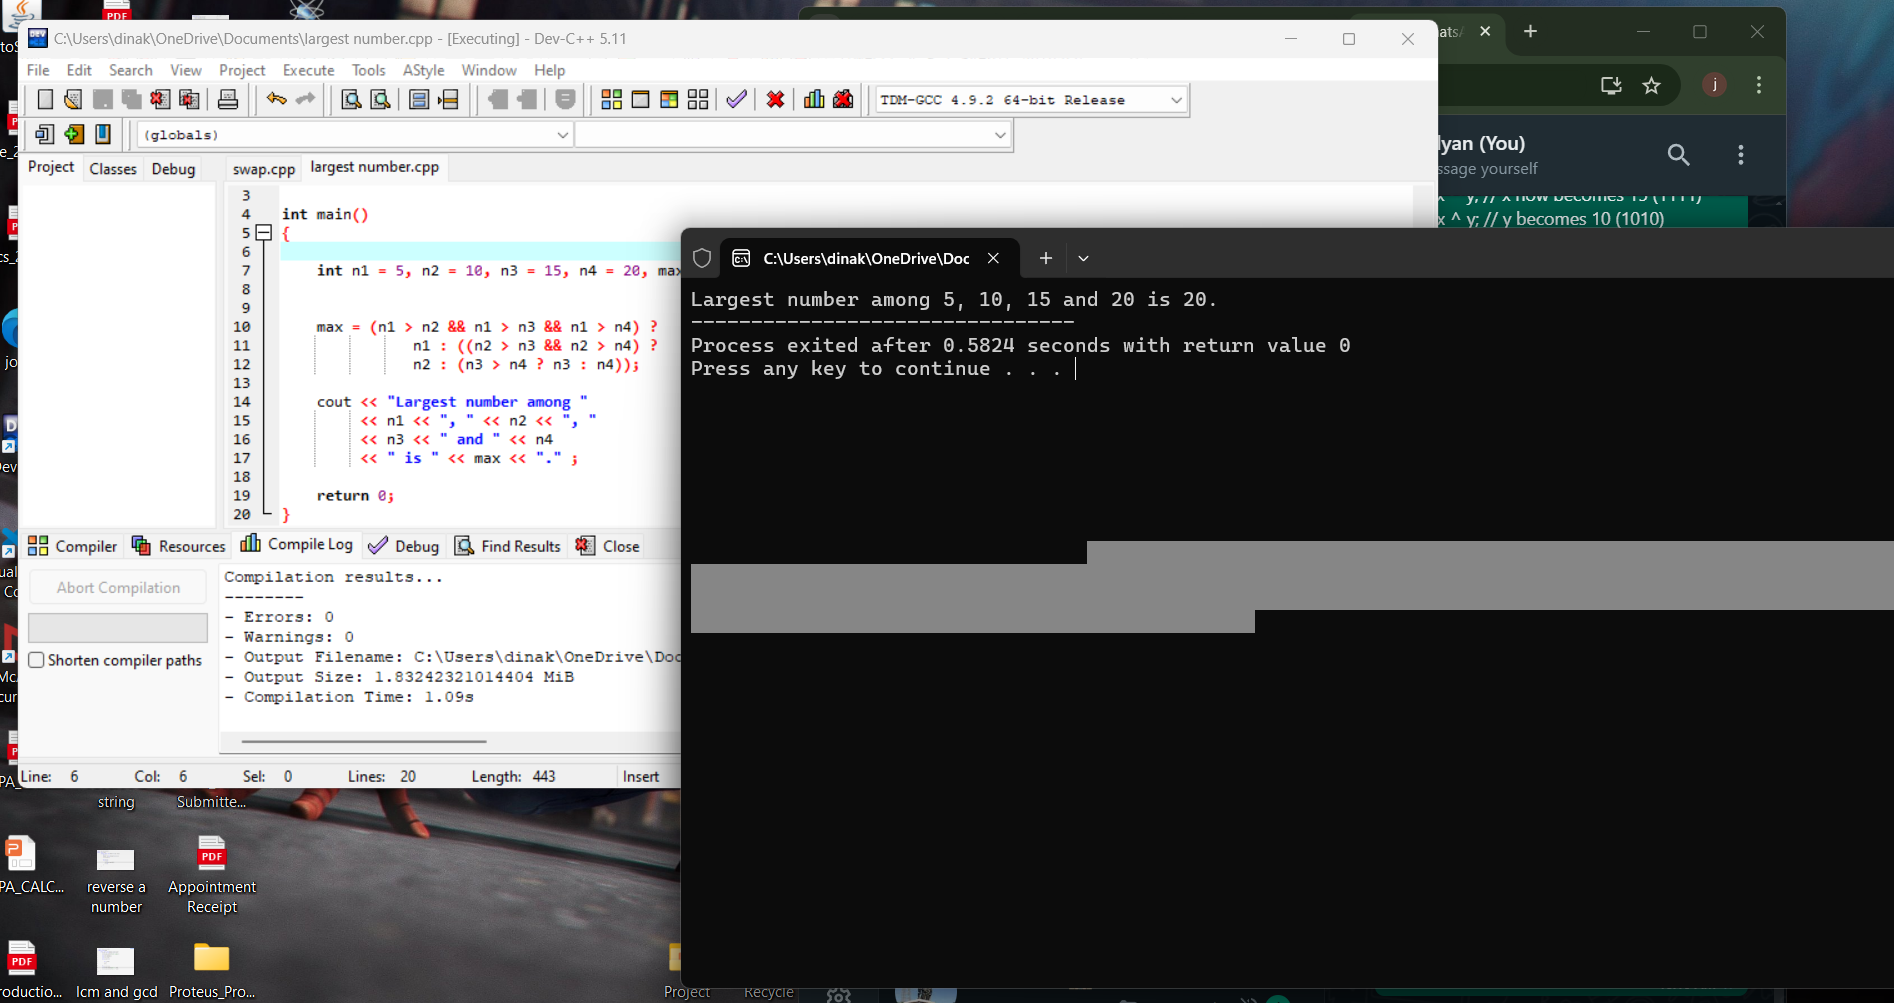 C:\Users\dinak\OneDrive\Documents\largest number.cpp - [Executing] - Dev-C++ 5.11
File Edit Search View Project Execute Tools AStyle Window Help
TDM-GCC 4.9.2 64-bit Release
(globals)
Project Classes Debug
swap.cpp largest number.cpp
3
4 int main()
5 {
6
7 int n1 = 5, n2 = 10, n3 = 15, n4 = 20, max
8
9
10 max = (n1 > n2 && n1 > n3 && n1 > n4) ?
11 n1 : ((n2 > n3 && n2 > n4) ?
12 n2 : (n3 > n4 ? n3 : n4));
13
14 cout << "Largest number among "
15 << n1 << ", " << n2 << ", "
16 << n3 << " and " << n4
17 << " is " << max << "." ;
18
19 return 0;
20 }
Compiler Resources Compile Log Debug Find Results Close
Abort Compilation
Shorten compiler paths
Compilation results...
--------
- Errors: 0
- Warnings: 0
- Output Filename: C:\Users\dinak\OneDrive\Doc
- Output Size: 1.83242321014404 MiB
- Compilation Time: 1.09s
Line: 6 Col: 6 Sel: 0 Lines: 20 Length: 443 Insert
C:\Users\dinak\OneDrive\Doc
Largest number among 5, 10, 15 and 20 is 20.
--------------------------------
Process exited after 0.5824 seconds with return value 0
Press any key to continue . . .
j
lyan (You)
ssage yourself
x ^ y; // x now becomes 15 (1111)
x ^ y; // y becomes 10 (1010)
string
Submitte...
PA_CALC...
reverse a
number
PDF
Appointment
Receipt
PDF
roductio...
lcm and gcd
Proteus_Pro...
Project
Recycle